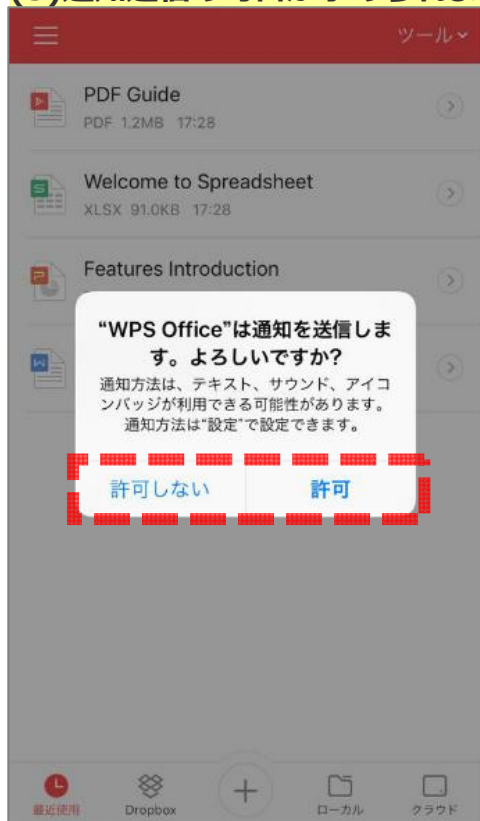 ツール
PDF Guide
PDF 1.2MB 17:28
Welcome to Spreadsheet
XLSX 91.0KB 17:28
Features Introduction
“WPS Office”は通知を送信しま
す。よろしいですか?
通知方法は、テキスト、サウンド、アイコ
ンバッジが利用できる可能性があります。
通知方法は“設定”で設定できます。
許可しない 許可
最近使用 Dropbox ローカル クラウド